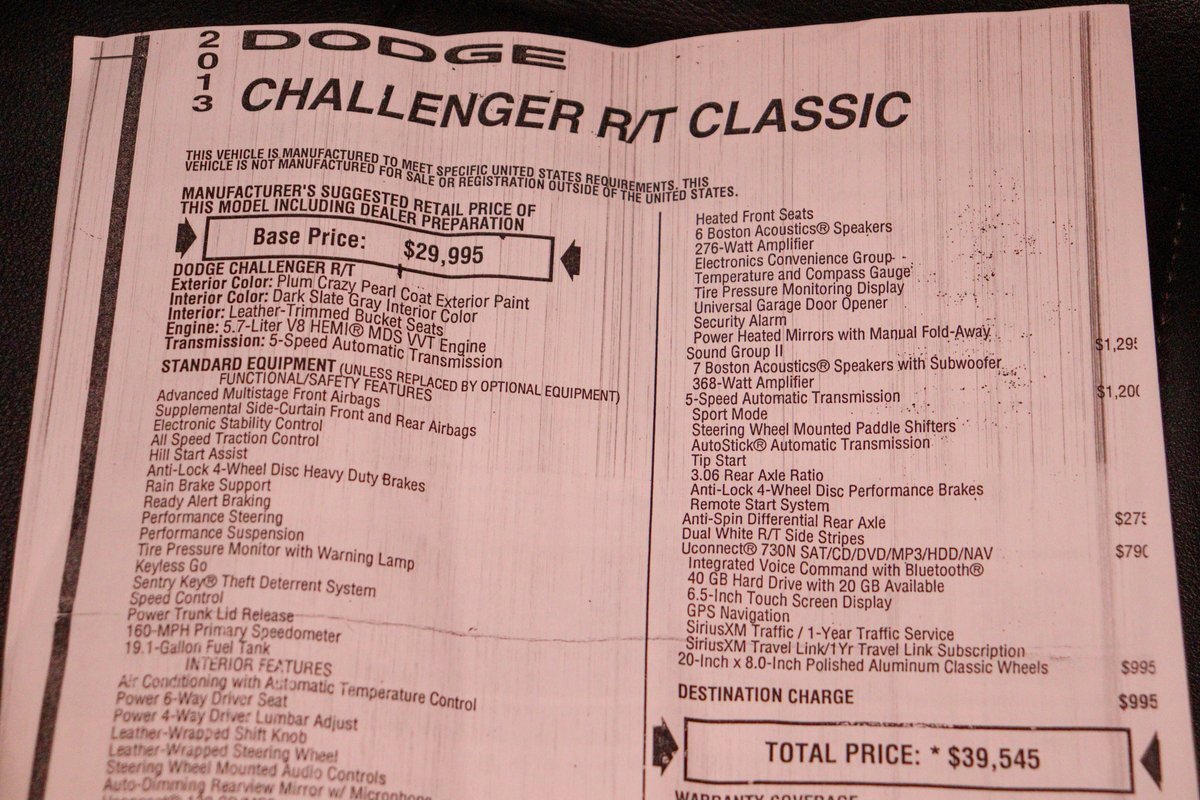 2013
DODGE
CHALLENGER R/T CLASSIC
THIS VEHICLE IS MANUFACTURED TO MEET SPECIFIC UNITED STATES REQUIREMENTS. THIS
VEHICLE IS NOT MANUFACTURED FOR SALE OR REGISTRATION OUTSIDE OF THE UNITED STATES.
MANUFACTURER'S SUGGESTED RETAIL PRICE OF
THIS MODEL INCLUDING DEALER PREPARATION
Base Price: $29,995
DODGE CHALLENGER R/T
Exterior Color: Plum Crazy Pearl Coat Exterior Paint
Interior Color: Dark Slate Gray Interior Color
Interior: Leather-Trimmed Bucket Seats
Engine: 5.7-Liter V8 HEMI® MDS VVT Engine
Transmission: 5-Speed Automatic Transmission
STANDARD EQUIPMENT (UNLESS REPLACED BY OPTIONAL EQUIPMENT)
FUNCTIONAL/SAFETY FEATURES
Advanced Multistage Front Airbags
Supplemental Side-Curtain Front and Rear Airbags
Electronic Stability Control
All Speed Traction Control
Hill Start Assist
Anti-Lock 4-Wheel Disc Heavy Duty Brakes
Rain Brake Support
Ready Alert Braking
Performance Steering
Performance Suspension
Tire Pressure Monitor with Warning Lamp
Keyless Go
Sentry Key® Theft Deterrent System
Speed Control
Power Trunk Lid Release
160-MPH Primary Speedometer
19.1-Gallon Fuel Tank
INTERIOR FEATURES
Air Conditioning with Automatic Temperature Control
Power 6-Way Driver Seat
Power 4-Way Driver Lumbar Adjust
Leather-Wrapped Shift Knob
Leather-Wrapped Steering Wheel
Steering Wheel Mounted Audio Controls
Auto-Dimming Rearview Mirror w/ Microphone
Heated Front Seats
6 Boston Acoustics® Speakers
276-Watt Amplifier
Electronics Convenience Group
Temperature and Compass Gauge
Tire Pressure Monitoring Display
Universal Garage Door Opener
Security Alarm
Power Heated Mirrors with Manual Fold-Away
Sound Group II $1,295
7 Boston Acoustics® Speakers with Subwoofer
368-Watt Amplifier
5-Speed Automatic Transmission $1,200
Sport Mode
Steering Wheel Mounted Paddle Shifters
AutoStick® Automatic Transmission
Tip Start
3.06 Rear Axle Ratio
Anti-Lock 4-Wheel Disc Performance Brakes
Remote Start System
Anti-Spin Differential Rear Axle $275
Dual White R/T Side Stripes
Uconnect® 730N SAT/CD/DVD/MP3/HDD/NAV $790
Integrated Voice Command with Bluetooth®
40 GB Hard Drive with 20 GB Available
6.5-Inch Touch Screen Display
GPS Navigation
SiriusXM Traffic / 1-Year Traffic Service
SiriusXM Travel Link/1Yr Travel Link Subscription
20-Inch x 8.0-Inch Polished Aluminum Classic Wheels $995
DESTINATION CHARGE $995
TOTAL PRICE: * $39,545
WARRANTY COVERAGE